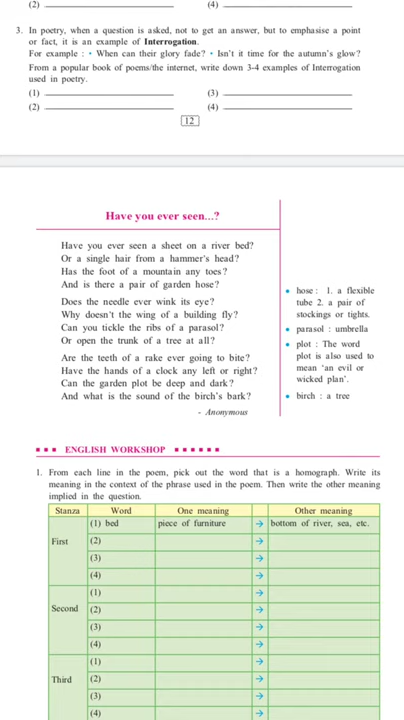 (2)
(4)
3. In poetry, when a question is asked, not to get an answer, but to emphasise a point
or fact, it is an example of Interrogation.
For example : • When can their glory fade? • Isn't it time for the autumn's glow?
From a popular book of poems/the internet, write down 3-4 examples of Interrogation
used in poetry.
(1) (3)
(2) (4)
12
Have you ever seen...?
Have you ever seen a sheet on a river bed?
Or a single hair from a hammer's head?
Has the foot of a mountain any toes?
And is there a pair of garden hose?
Does the needle ever wink its eye?
Why doesn't the wing of a building fly?
Can you tickle the ribs of a parasol?
Or open the trunk of a tree at all?
Are the teeth of a rake ever going to bite?
Have the hands of a clock any left or right?
Can the garden plot be deep and dark?
And what is the sound of the birch's bark?
- Anonymous
• hose : 1. a flexible
tube 2. a pair of
stockings or tights.
• parasol : umbrella
• plot : The word
plot is also used to
mean 'an evil or
wicked plan'.
• birch : a tree
ENGLISH WORKSHOP
1. From each line in the poem, pick out the word that is a homograph. Write its
meaning in the context of the phrase used in the poem. Then write the other meaning
implied in the question.
Stanza Word One meaning Other meaning
First (1) bed piece of furniture → bottom of river, sea, etc.
(2) →
(3) →
(4) →
Second (1) →
(2) →
(3) →
(4) →
Third (1) →
(2) →
(3) →
(4) →